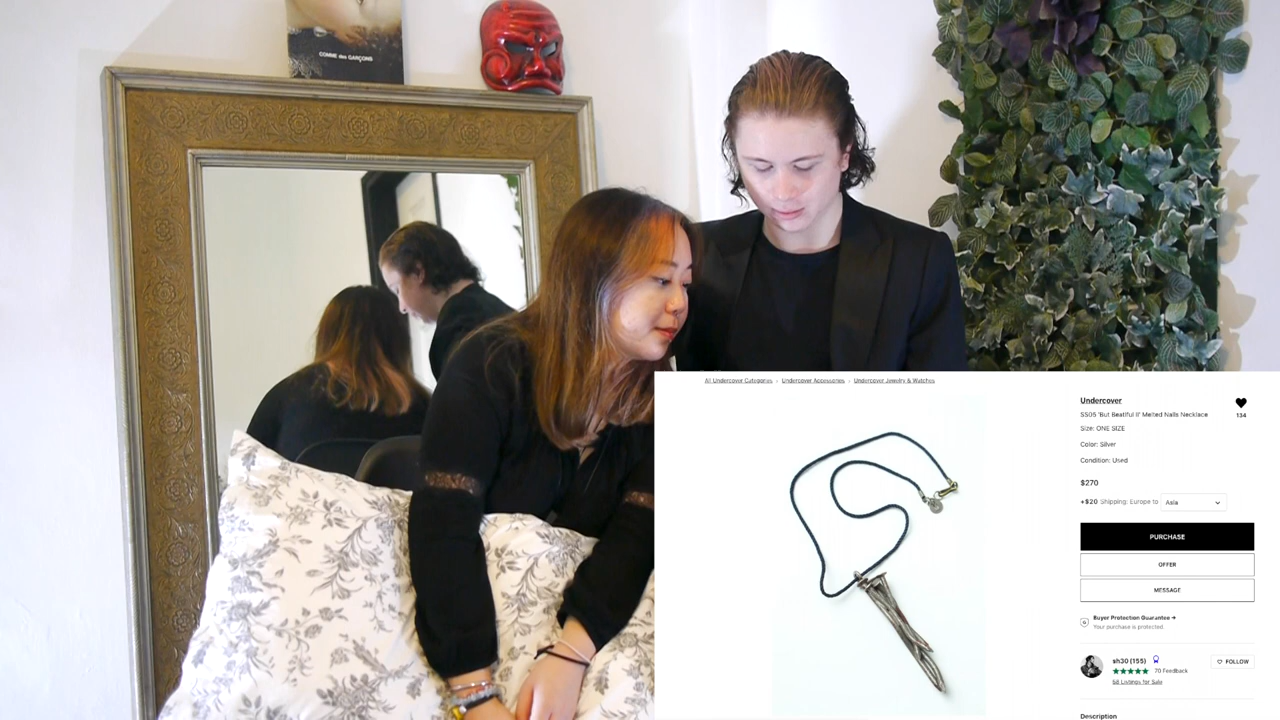 COMME des GARÇONS
All Undercover Categories › Undercover Accessories › Undercover Jewelry & Watches
Undercover
134
SS05 'But Beatiful II' Melted Nails Necklace
Size: ONE SIZE
Color: Silver
Condition: Used
$270
+$20 Shipping: Europe to Asia
PURCHASE
OFFER
MESSAGE
Buyer Protection Guarantee →
Your purchase is protected.
sh30 (155)
70 Feedback
58 Listings for Sale
FOLLOW
Description